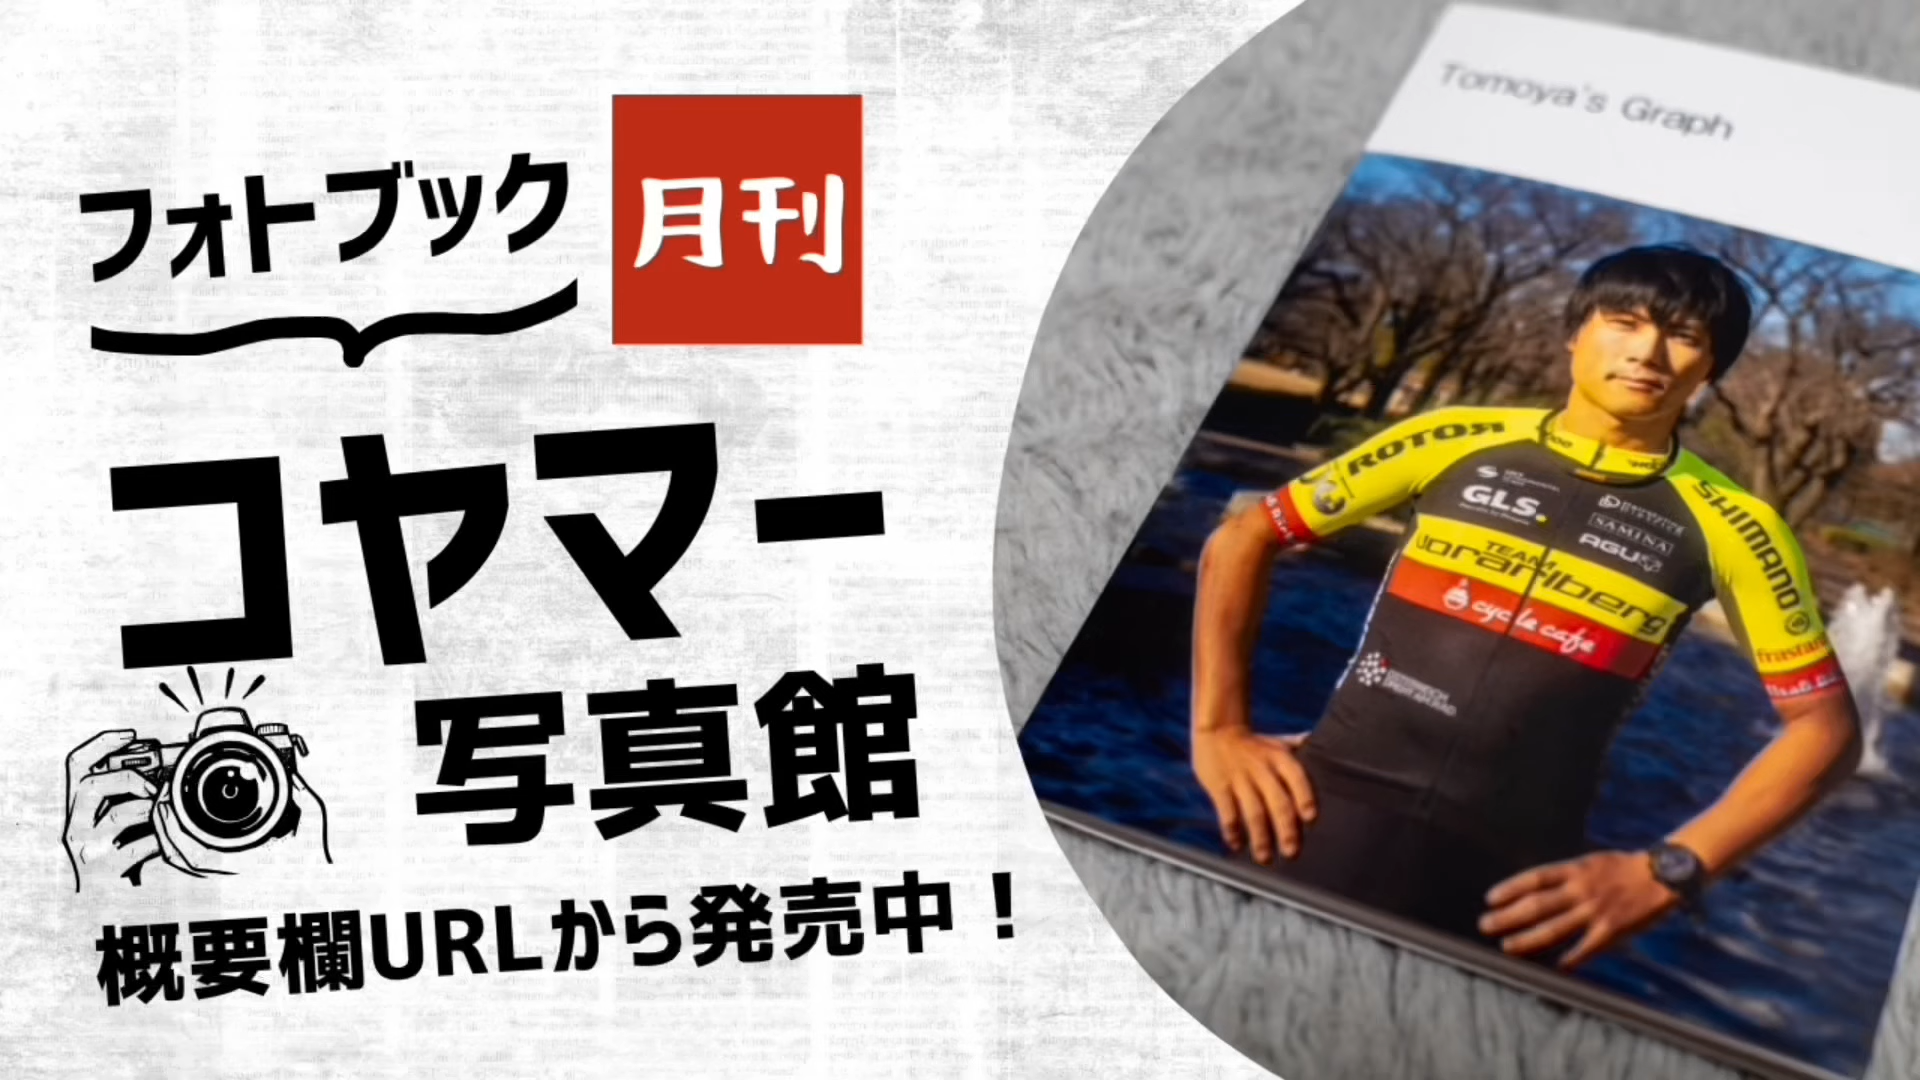 フォトブック
月刊
コヤマー
写真館
概要欄URLから発売中！
Tomoya's Graph
ROTOR
SHIMANO
GLS.
SAMINA
AGU
TEAM
Vorarlberg
cycle cafe